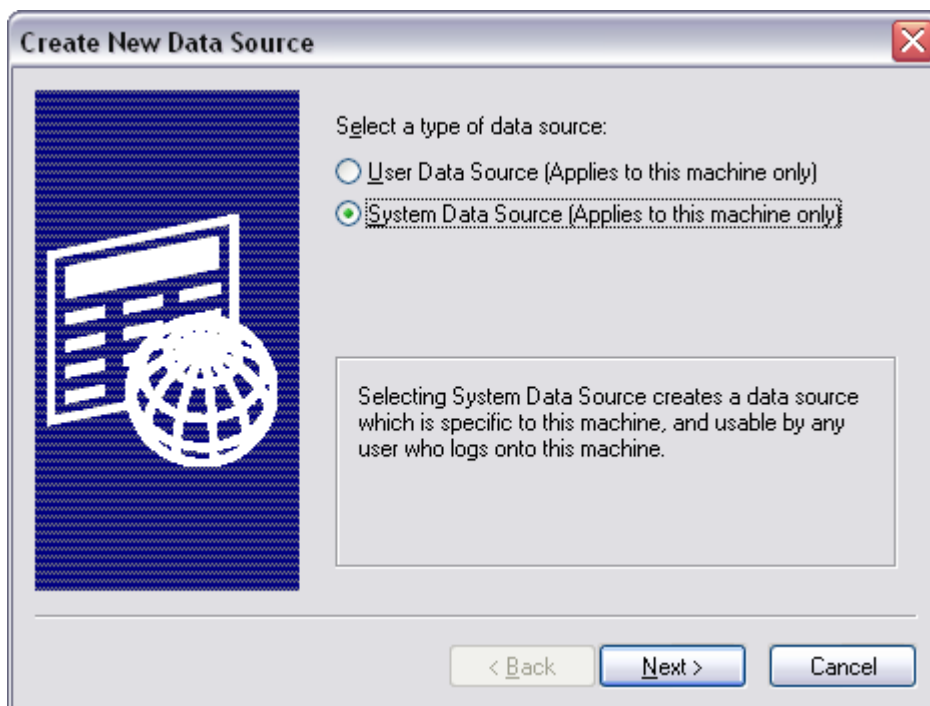 Create New Data Source
Select a type of data source:
User Data Source (Applies to this machine only)
System Data Source (Applies to this machine only)
Selecting System Data Source creates a data source
which is specific to this machine, and usable by any
user who logs onto this machine.
< Back
Next >
Cancel